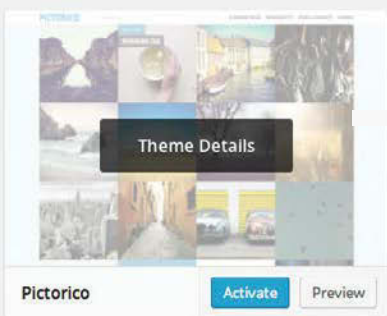 PICTORICO
Theme Details
Pictorico
Activate
Preview